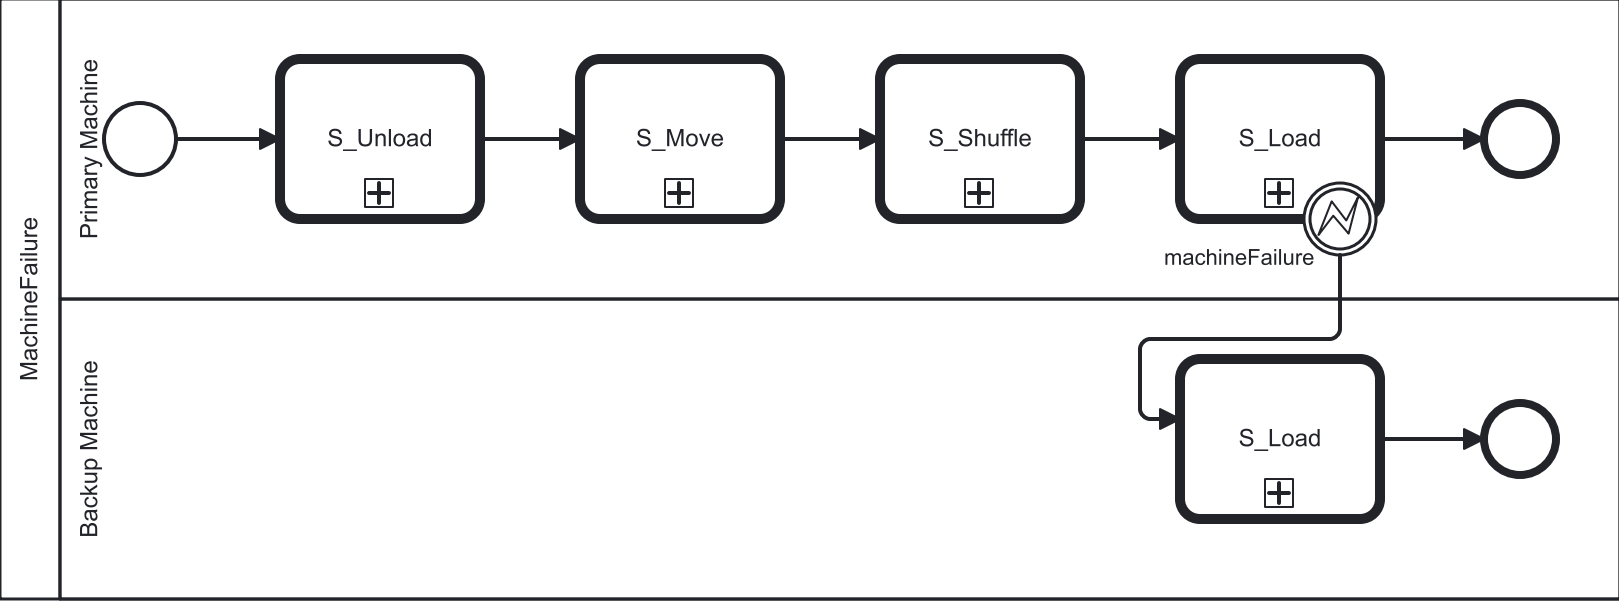 MachineFailure
Primary Machine
S_Unload
S_Move
S_Shuffle
S_Load
machineFailure
Backup Machine
S_Load